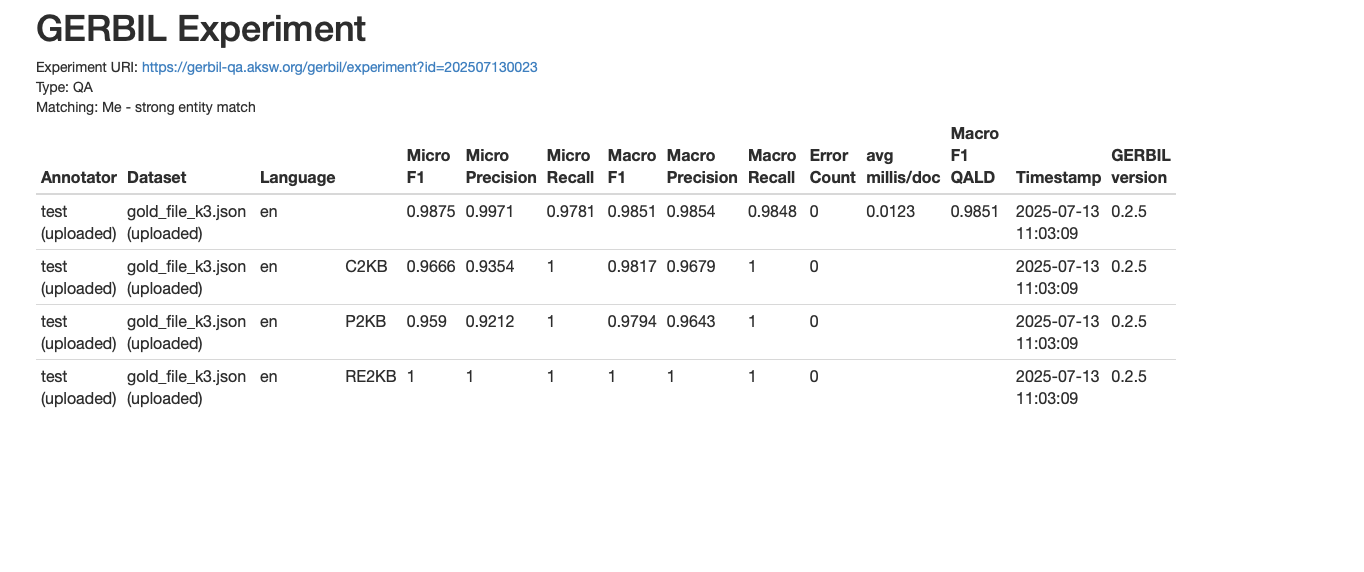 GERBIL Experiment
Experiment URI: https://gerbil-qa.aksw.org/gerbil/experiment?id=202507130023
Type: QA
Matching: Me - strong entity match
Annotator Dataset Language Micro F1 Micro Precision Micro Recall Macro F1 Macro Precision Macro Recall Error Count avg millis/doc Macro F1 QALD Timestamp GERBIL version
test (uploaded) gold_file_k3.json (uploaded) en 0.9875 0.9971 0.9781 0.9851 0.9854 0.9848 0 0.0123 0.9851 2025-07-13 11:03:09 0.2.5
test (uploaded) gold_file_k3.json (uploaded) en C2KB 0.9666 0.9354 1 0.9817 0.9679 1 0 2025-07-13 11:03:09 0.2.5
test (uploaded) gold_file_k3.json (uploaded) en P2KB 0.959 0.9212 1 0.9794 0.9643 1 0 2025-07-13 11:03:09 0.2.5
test (uploaded) gold_file_k3.json (uploaded) en RE2KB 1 1 1 1 1 1 0 2025-07-13 11:03:09 0.2.5